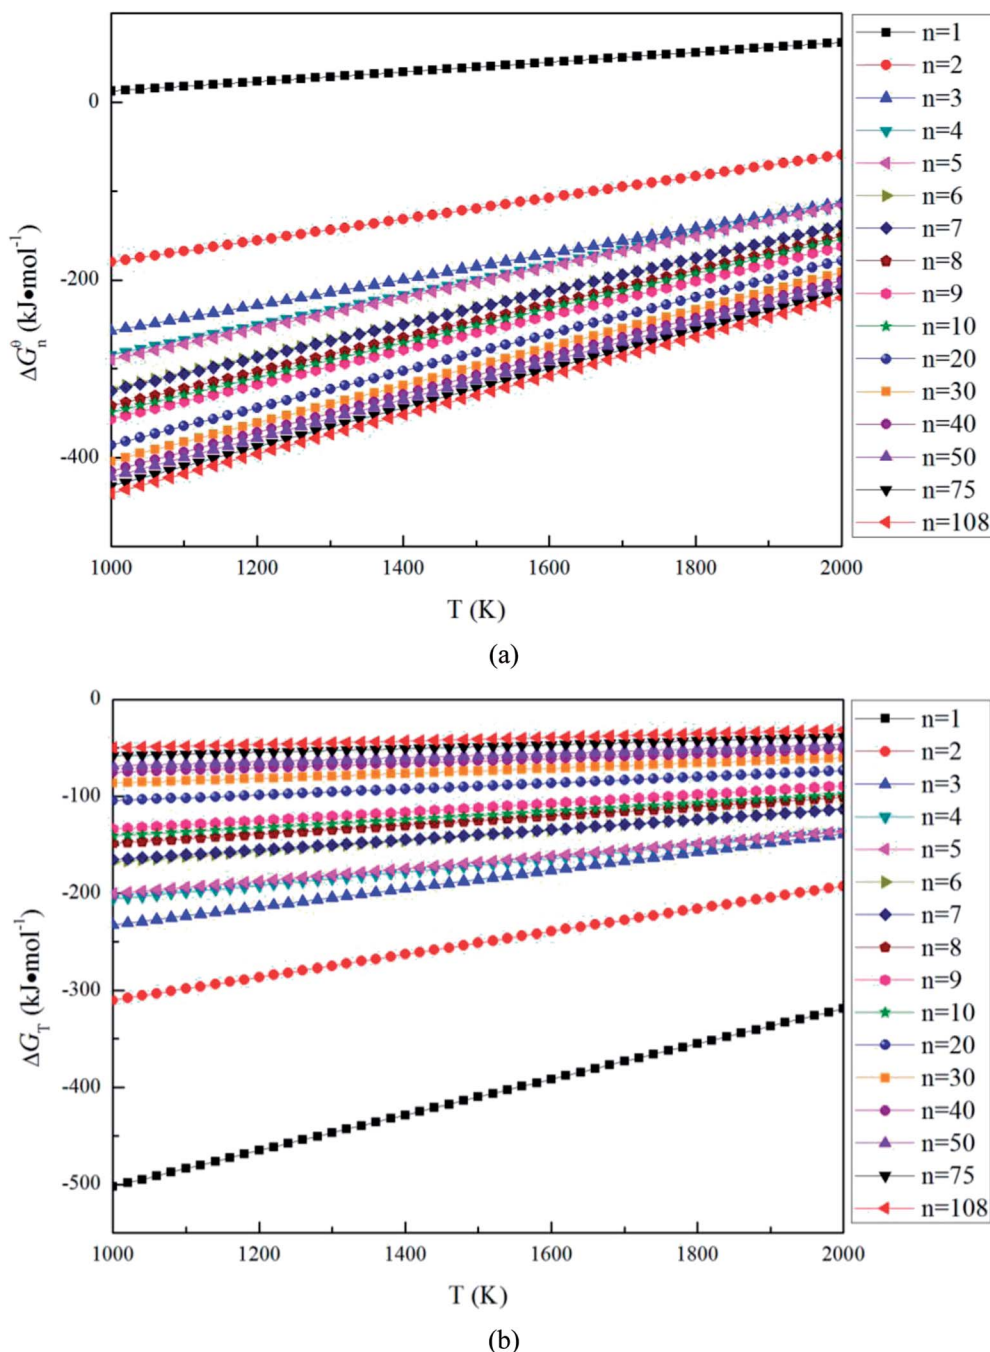 0
-200
-400
ΔG_n^θ (kJ•mol⁻¹)
1000 1200 1400 1600 1800 2000
T (K)
n=1
n=2
n=3
n=4
n=5
n=6
n=7
n=8
n=9
n=10
n=20
n=30
n=40
n=50
n=75
n=108
(a)
0
-100
-200
-300
-400
-500
ΔG_T (kJ•mol⁻¹)
1000 1200 1400 1600 1800 2000
T (K)
n=1
n=2
n=3
n=4
n=5
n=6
n=7
n=8
n=9
n=10
n=20
n=30
n=40
n=50
n=75
n=108
(b)